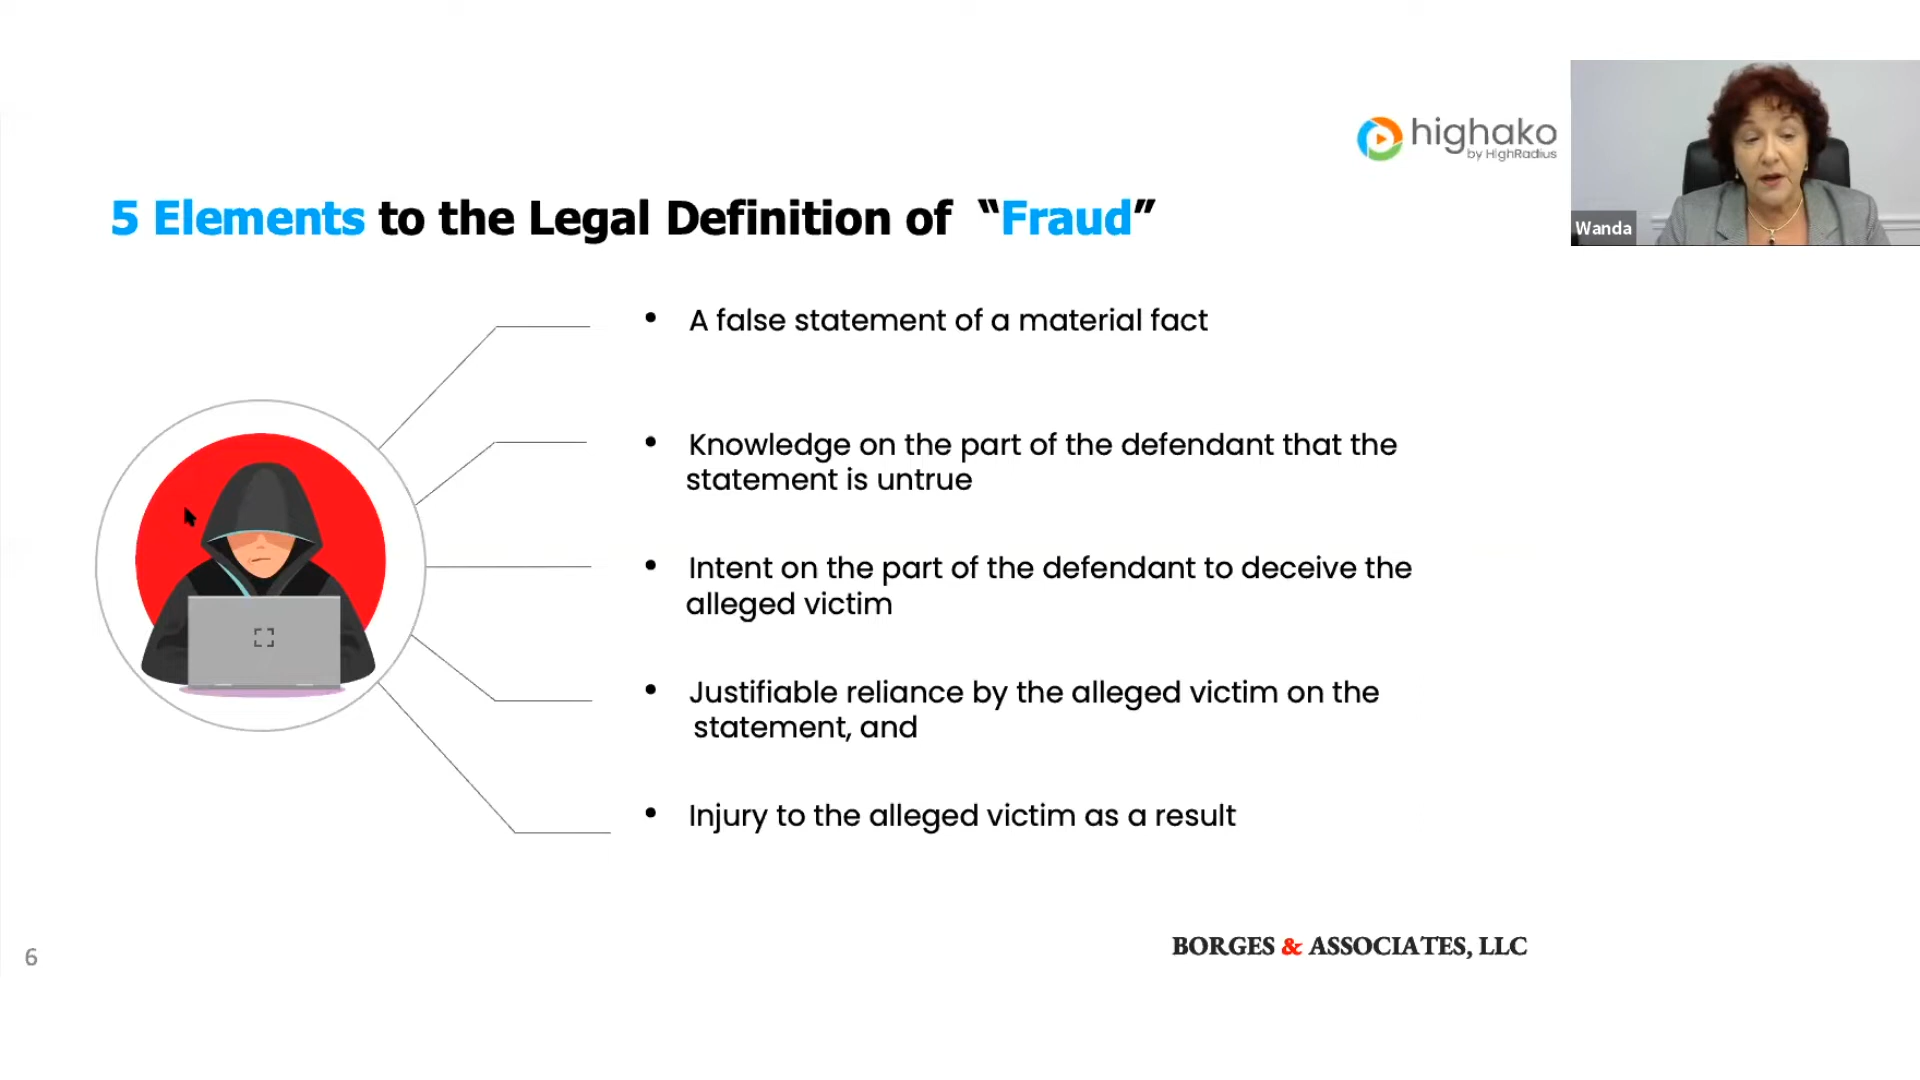 highako
by HighRadius
Wanda
5 Elements to the Legal Definition of “Fraud”
• A false statement of a material fact
• Knowledge on the part of the defendant that the
statement is untrue
• Intent on the part of the defendant to deceive the
alleged victim
• Justifiable reliance by the alleged victim on the
statement, and
• Injury to the alleged victim as a result
BORGES & ASSOCIATES, LLC
6